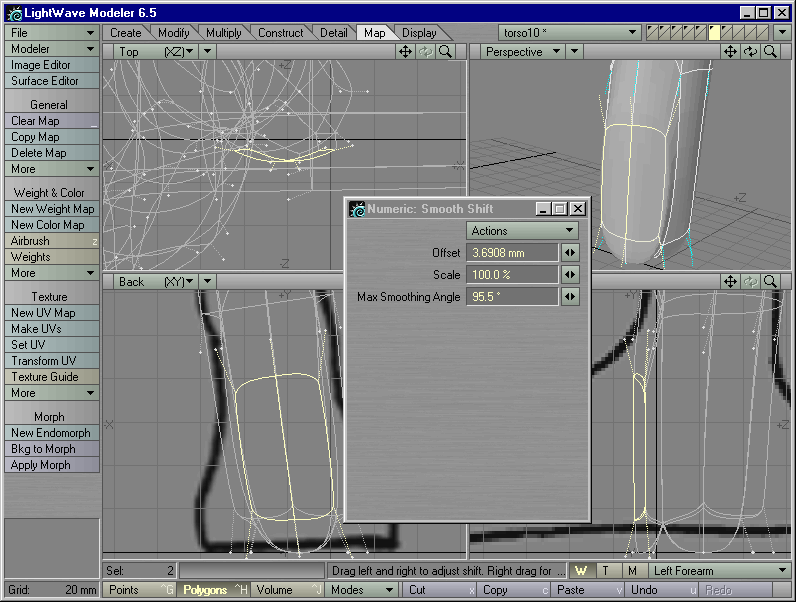 LightWave Modeler 6.5
File
Modeler
Image Editor
Surface Editor
General
Clear Map _
Copy Map
Delete Map
More
Weight & Color
New Weight Map
New Color Map
Airbrush z
Weights
More
Texture
New UV Map
Make UVs
Set UV
Transform UV
Texture Guide
More
Morph
New Endomorph
Bkg to Morph
Apply Morph
Grid: 20 mm
Create Modify Multiply Construct Detail Map Display torso10 *
Top (XZ)
+Z
-X
-Z
Perspective
+Z
Back (XY)
+Y
-X
+Y
+Z
Numeric: Smooth Shift
Actions
Offset 3.6908 mm
Scale 100.0 %
Max Smoothing Angle 95.5 °
Sel: 2
Drag left and right to adjust shift. Right drag for ...
W T M Left Forearm
Points ^G Polygons ^H Volume ^J Modes Cut x Copy c Paste v Undo u Redo